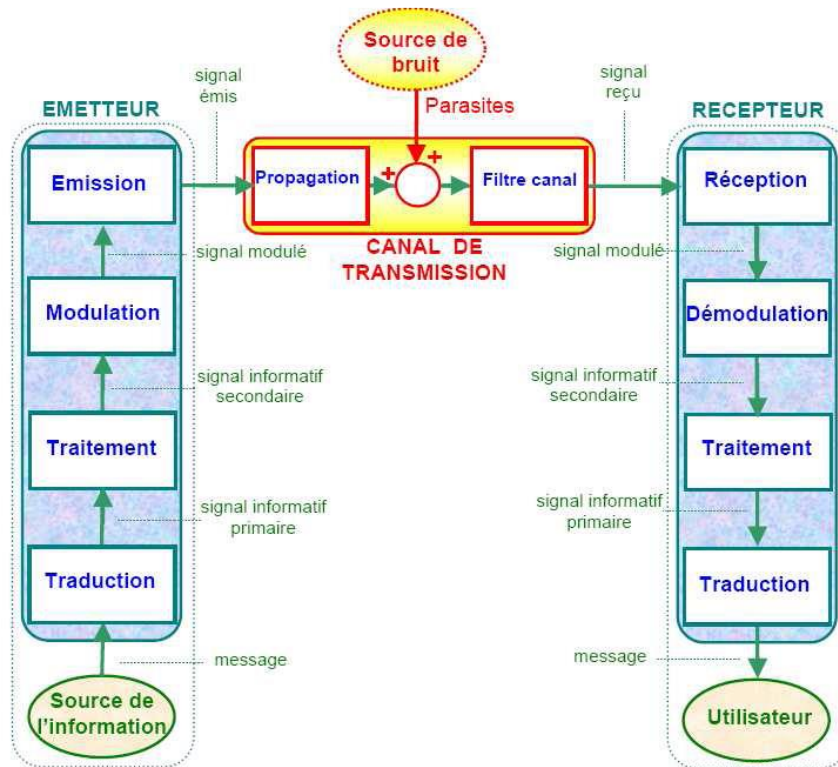 Source de
bruit
signal
émis
signal
reçu
Parasites
EMETTEUR
RECEPTEUR
Emission
Propagation
+
+
Filtre canal
Réception
CANAL DE
TRANSMISSION
signal modulé
signal modulé
Modulation
Démodulation
signal informatif
secondaire
signal informatif
secondaire
Traitement
Traitement
signal informatif
primaire
signal informatif
primaire
Traduction
Traduction
message
message
Source de
l'information
Utilisateur